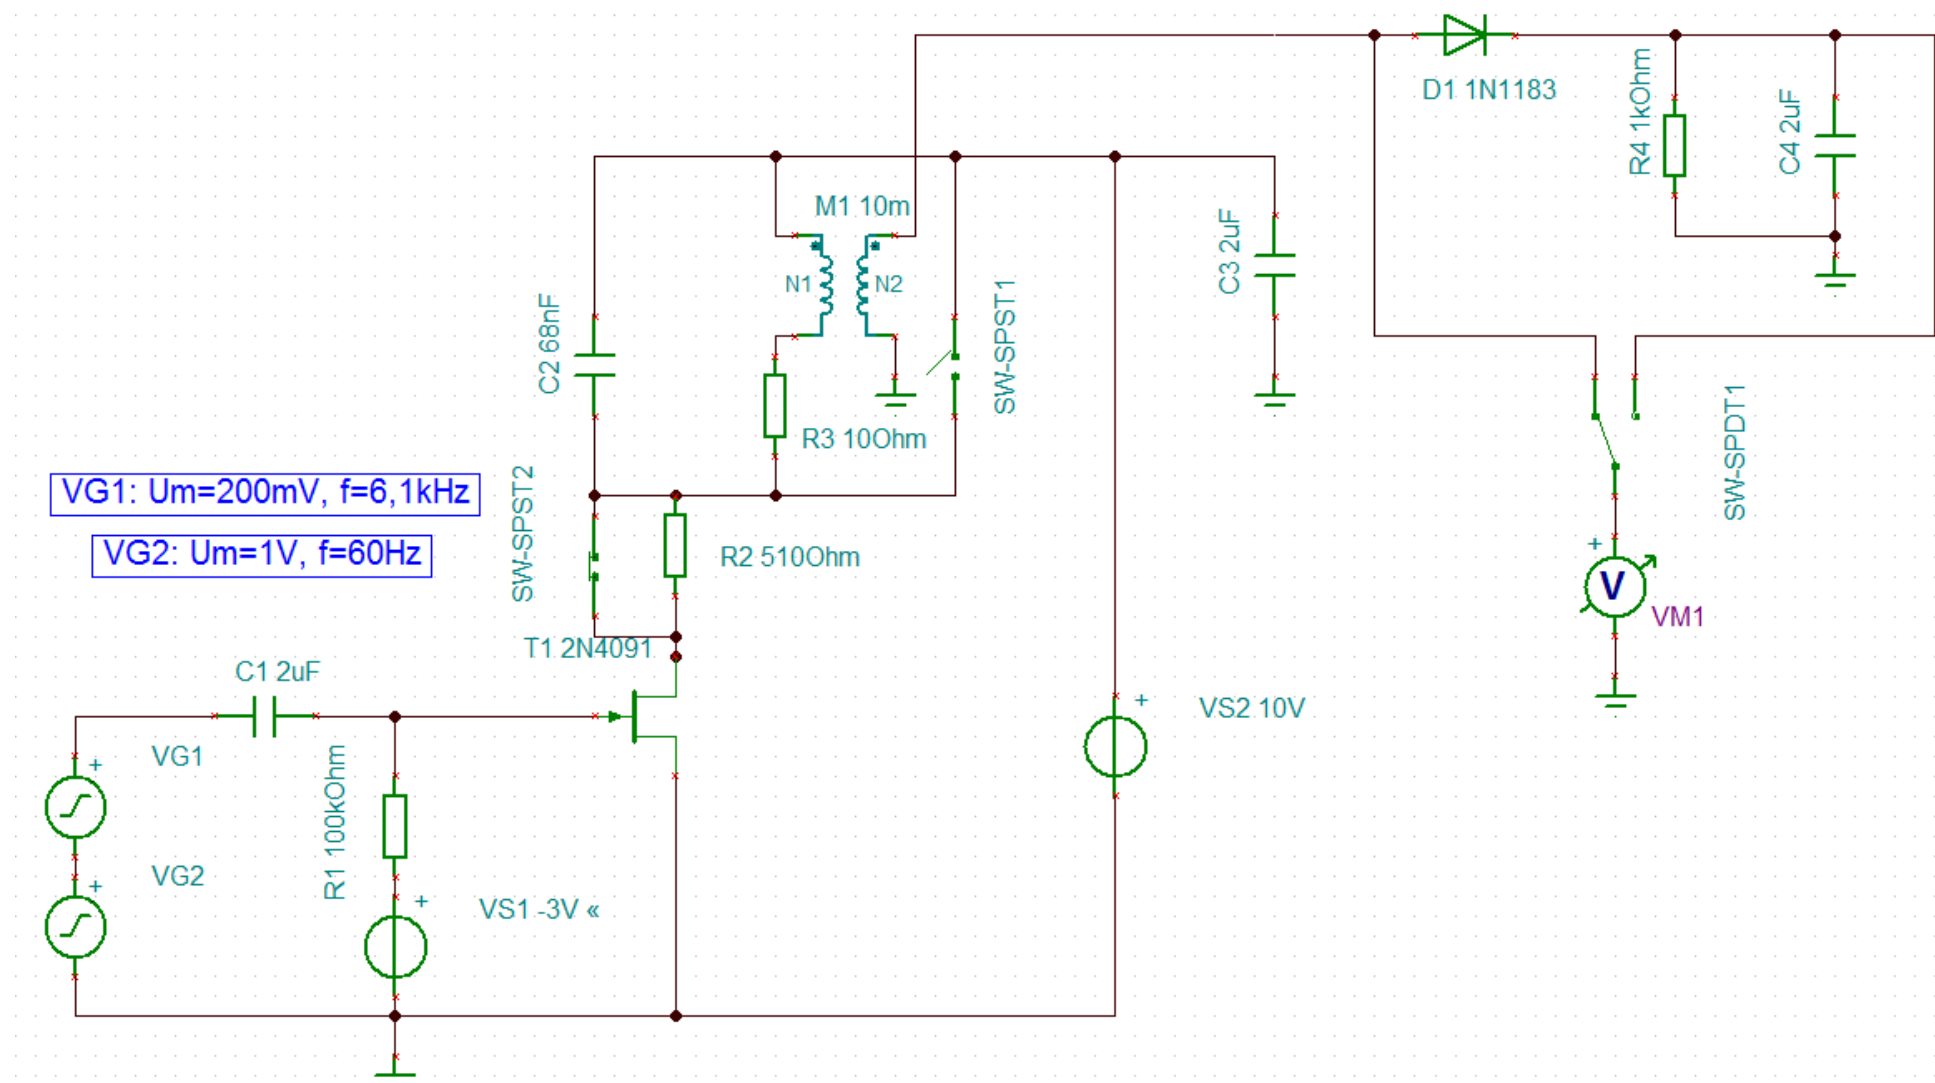 D1 1N1183
R4 1kOhm
C4 2uF
M1 10m
N1
N2
C2 68nF
SW-SPST1
C3 2uF
R3 10Ohm
SW-SPDT1
VG1: Um=200mV, f=6,1kHz
VG2: Um=1V, f=60Hz
SW-SPST2
R2 510Ohm
+
V
VM1
T1 2N4091
C1 2uF
VG1
+
R1 100kOhm
+
VS2 10V
VG2
+
+
VS1 -3V «